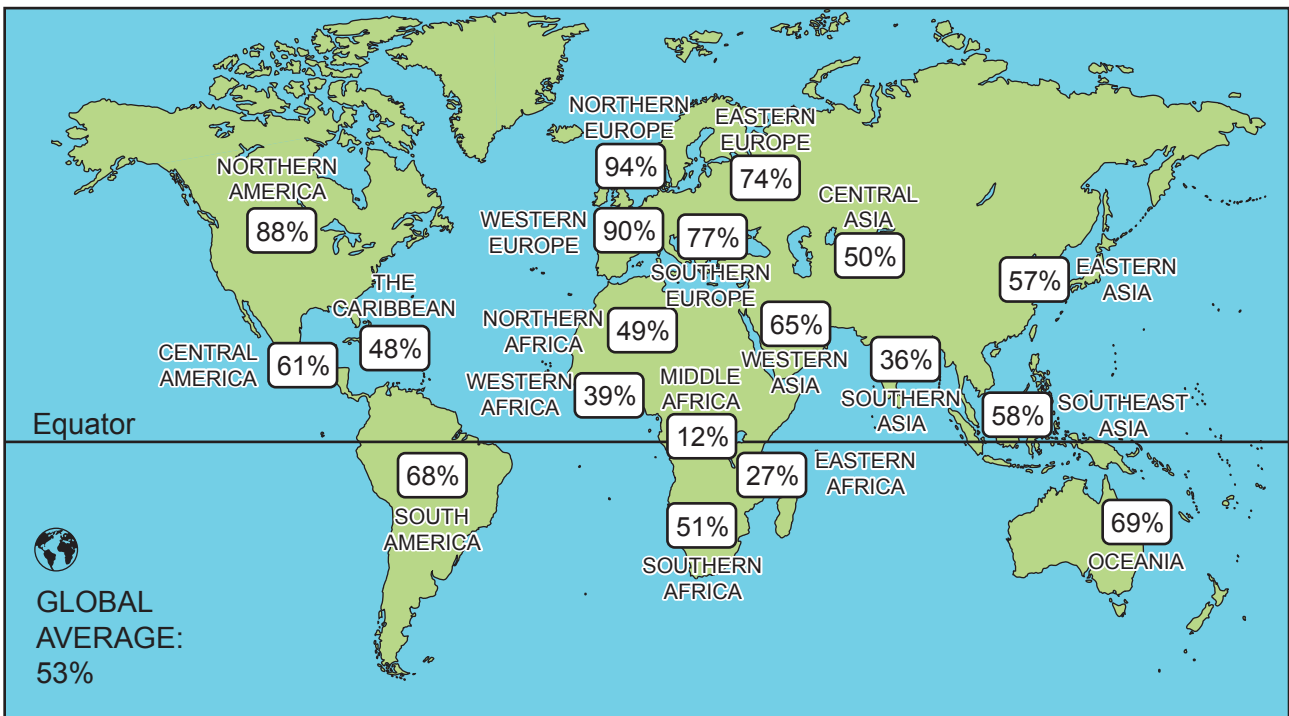 NORTHERN
EUROPE
94%
EASTERN
EUROPE
74%
NORTHERN
AMERICA
88%
WESTERN
EUROPE
90%
77%
SOUTHERN
EUROPE
CENTRAL
ASIA
50%
57%
EASTERN
ASIA
THE
CARIBBEAN
48%
CENTRAL
AMERICA
61%
NORTHERN
AFRICA
49%
65%
WESTERN
ASIA
36%
SOUTHERN
ASIA
WESTERN
AFRICA
39%
MIDDLE
AFRICA
12%
58%
SOUTHEAST
ASIA
Equator
27%
EASTERN
AFRICA
68%
SOUTH
AMERICA
51%
SOUTHERN
AFRICA
69%
OCEANIA
GLOBAL
AVERAGE:
53%